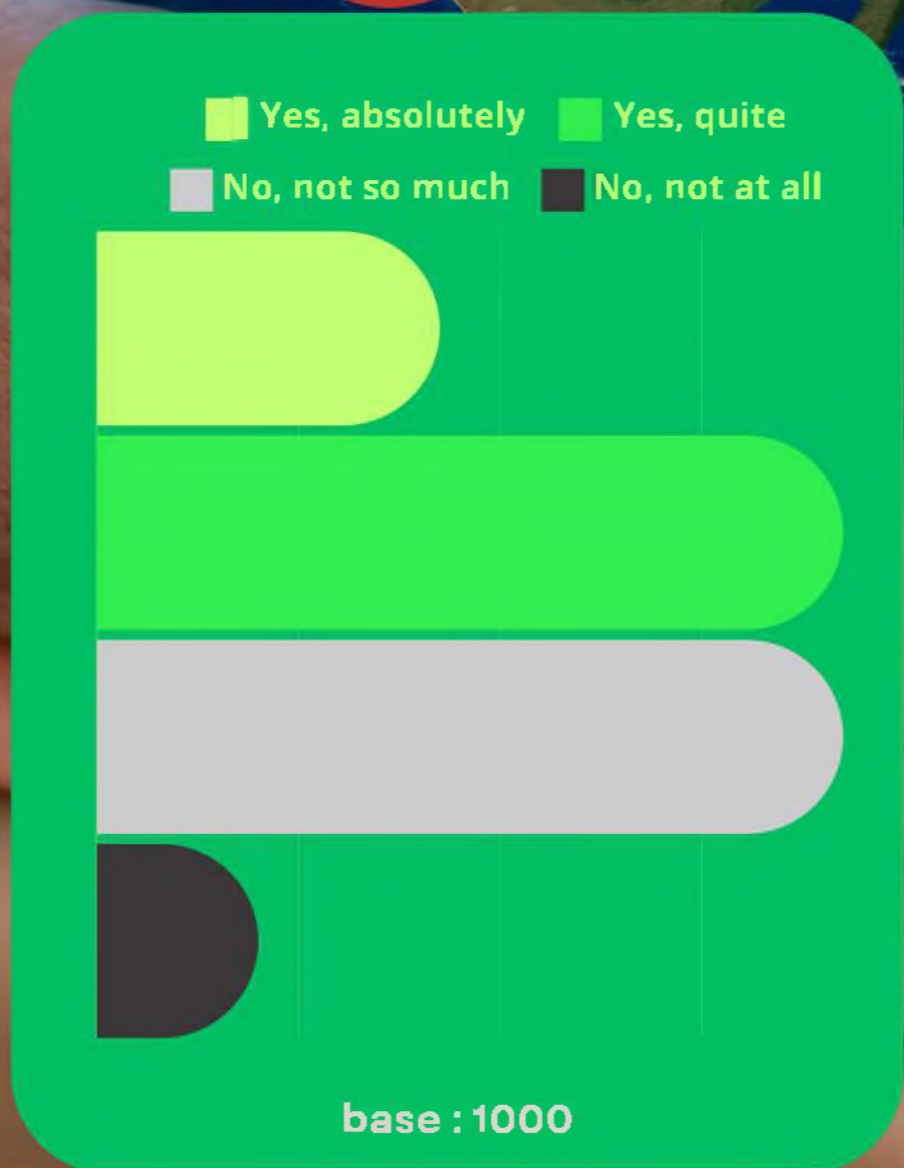 Yes, absolutely Yes, quite
No, not so much No, not at all
base : 1000